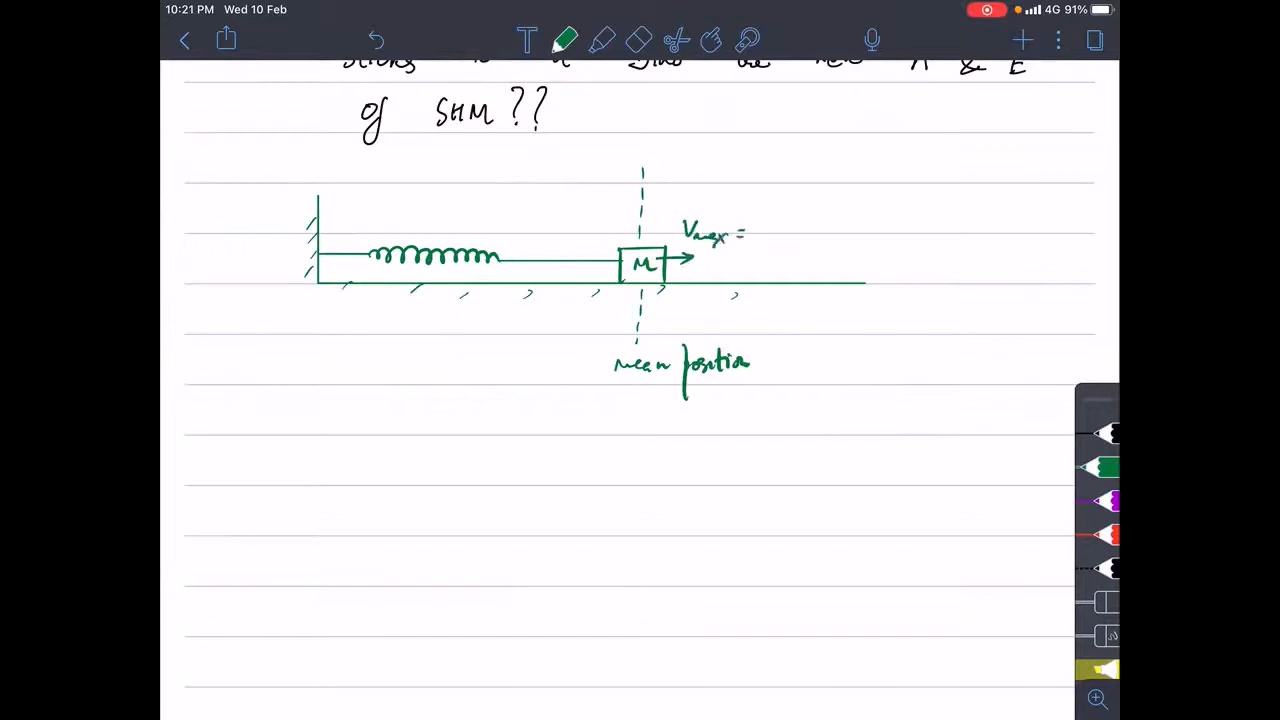 10:21 PM Wed 10 Feb 4G 91%
T
A & E
of SHM ??
Vmax =
M
mean position